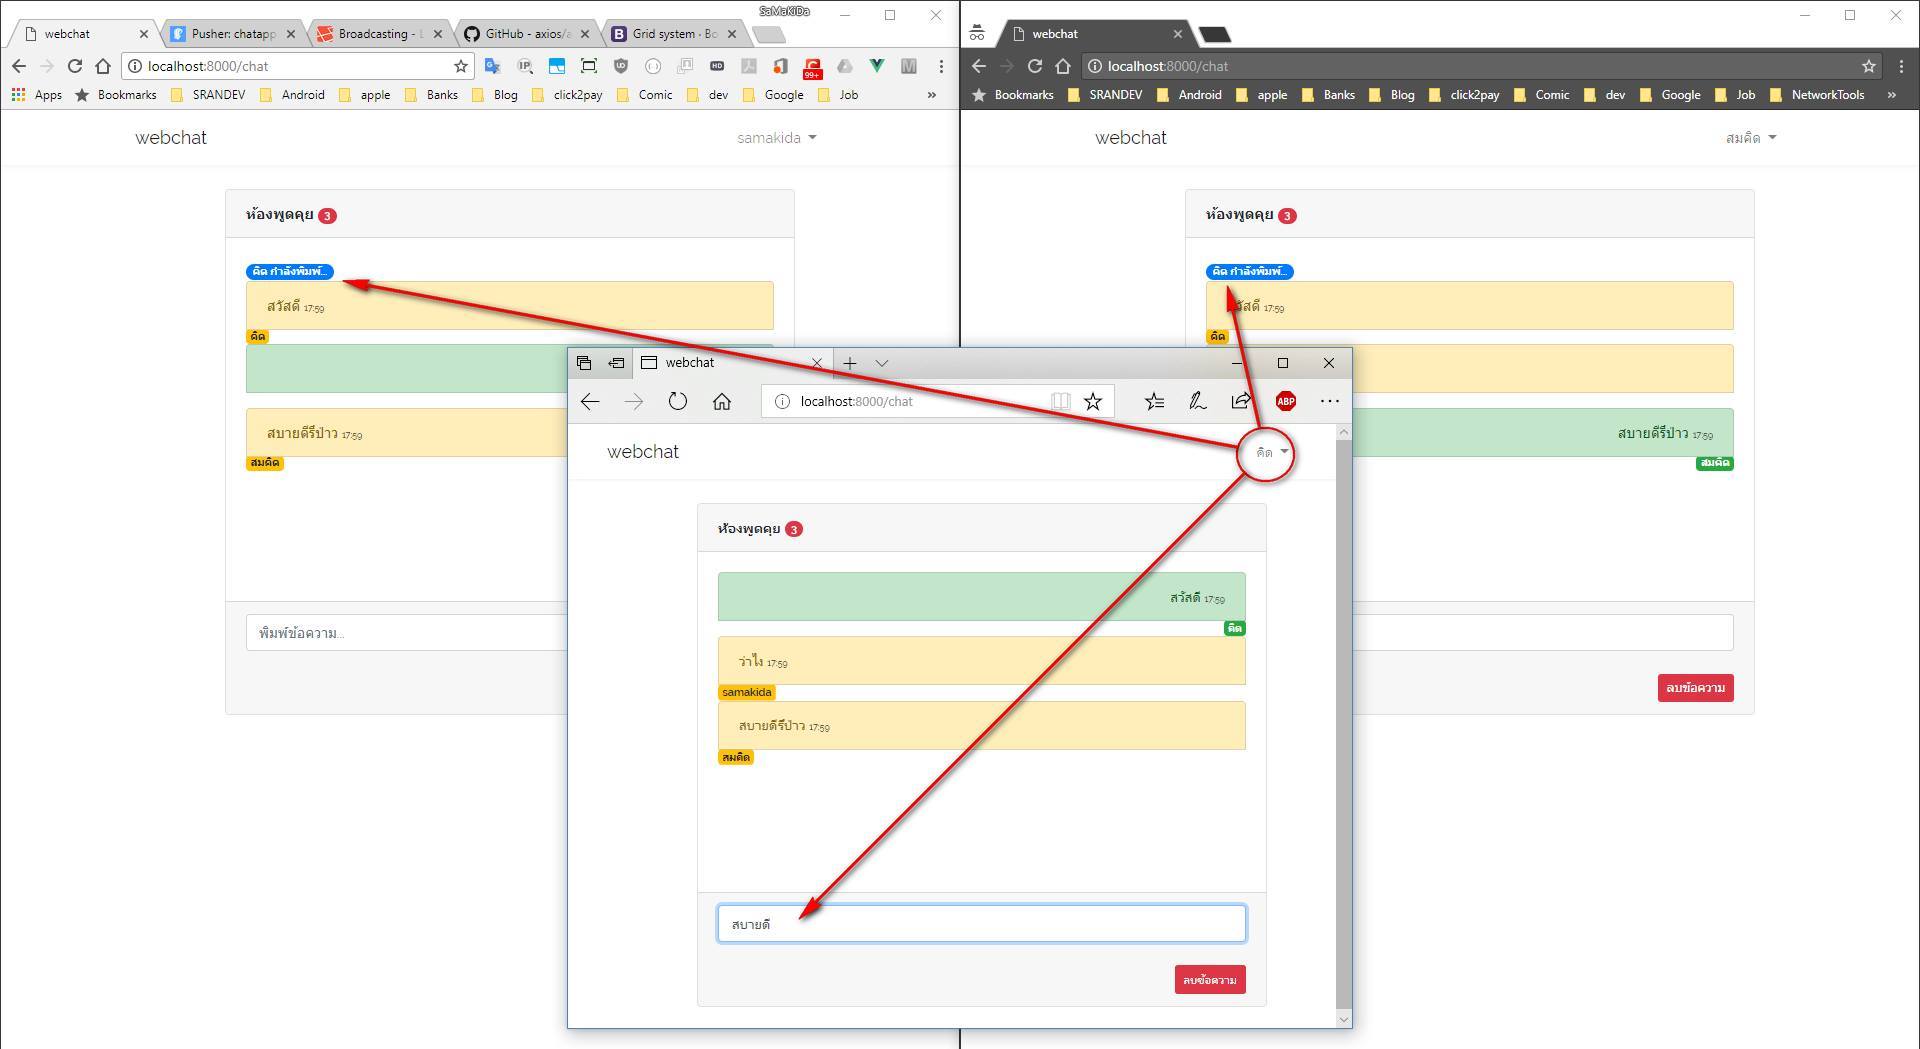 SaMaKiDa
webchat
Pusher: chatapp
Broadcasting - L
GitHub - axios/a
Grid system · Bo
localhost:8000/chat
99+
Apps
Bookmarks
SRANDEV
Android
apple
Banks
Blog
click2pay
Comic
dev
Google
Job
»
webchat
samakida
ห้องพูดคุย 3
คิด กำลังพิมพ์...
สวัสดี 17:59
คิด
สบายดีรึป่าว 17:59
สมคิด
พิมพ์ข้อความ...
webchat
localhost:8000/chat
Bookmarks
SRANDEV
Android
apple
Banks
Blog
click2pay
Comic
dev
Google
Job
NetworkTools
»
webchat
สมคิด
ห้องพูดคุย 3
คิด กำลังพิมพ์...
วัสดี 17:59
คิด
สบายดีรึป่าว 17:59
สมคิด
ลบข้อความ
webchat
localhost:8000/chat
ABP
webchat
คิด
ห้องพูดคุย 3
สวัสดี 17:59
คิด
ว่าไง 17:59
samakida
สบายดีรึป่าว 17:59
สมคิด
สบายดี
ลบข้อความ